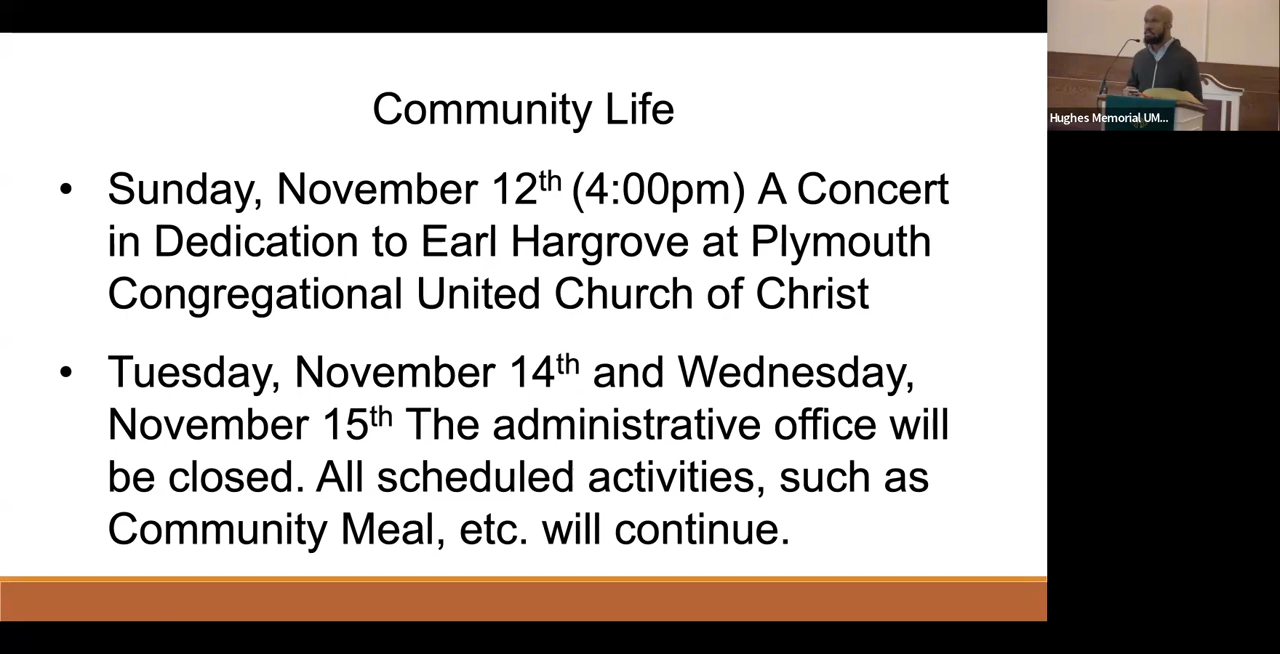 Community Life
• Sunday, November 12th (4:00pm) A Concert
in Dedication to Earl Hargrove at Plymouth
Congregational United Church of Christ
• Tuesday, November 14th and Wednesday,
November 15th The administrative office will
be closed. All scheduled activities, such as
Community Meal, etc. will continue.
Hughes Memorial UM...